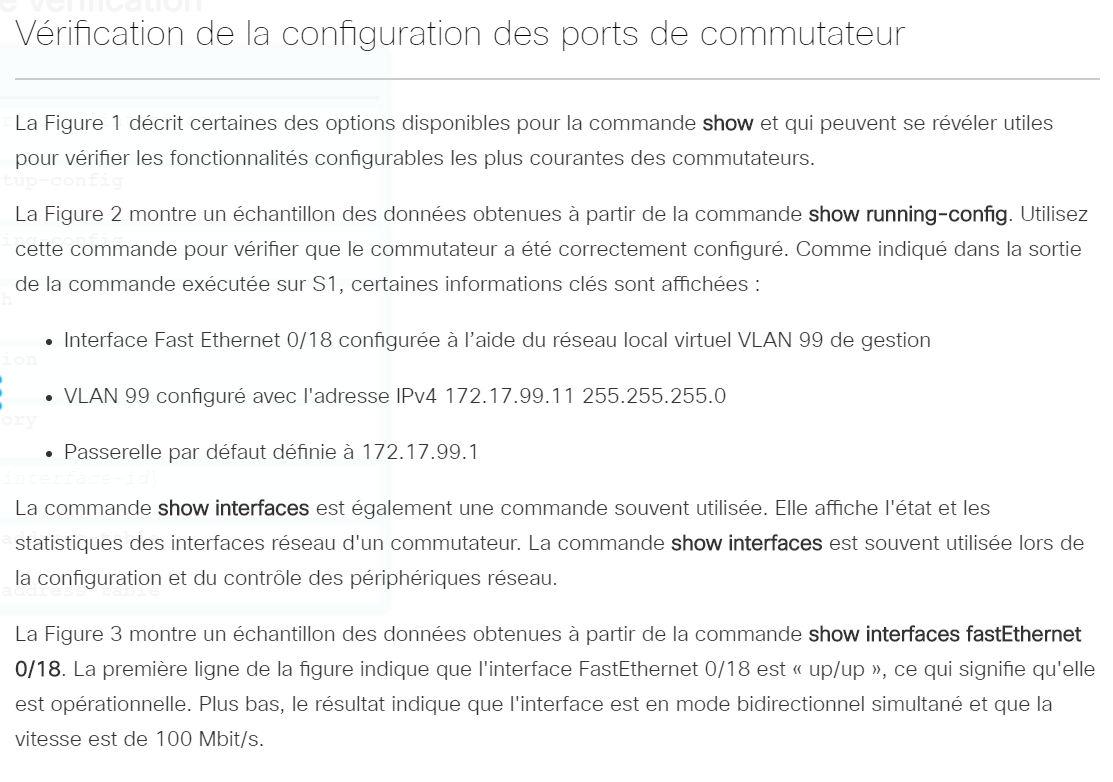 e vérification
Vérification de la configuration des ports de commutateur
La Figure 1 décrit certaines des options disponibles pour la commande show et qui peuvent se révéler utiles
pour vérifier les fonctionnalités configurables les plus courantes des commutateurs.
tup-config
La Figure 2 montre un échantillon des données obtenues à partir de la commande show running-config. Utilisez
ing-config
cette commande pour vérifier que le commutateur a été correctement configuré. Comme indiqué dans la sortie
de la commande exécutée sur S1, certaines informations clés sont affichées :
h
• Interface Fast Ethernet 0/18 configurée à l’aide du réseau local virtuel VLAN 99 de gestion
ion
• VLAN 99 configuré avec l'adresse IPv4 172.17.99.11 255.255.255.0
ory
• Passerelle par défaut définie à 172.17.99.1
interface-id]
La commande show interfaces est également une commande souvent utilisée. Elle affiche l'état et les
statistiques des interfaces réseau d'un commutateur. La commande show interfaces est souvent utilisée lors de
la configuration et du contrôle des périphériques réseau.
address-table
La Figure 3 montre un échantillon des données obtenues à partir de la commande show interfaces fastEthernet
0/18. La première ligne de la figure indique que l'interface FastEthernet 0/18 est « up/up », ce qui signifie qu'elle
est opérationnelle. Plus bas, le résultat indique que l'interface est en mode bidirectionnel simultané et que la
vitesse est de 100 Mbit/s.